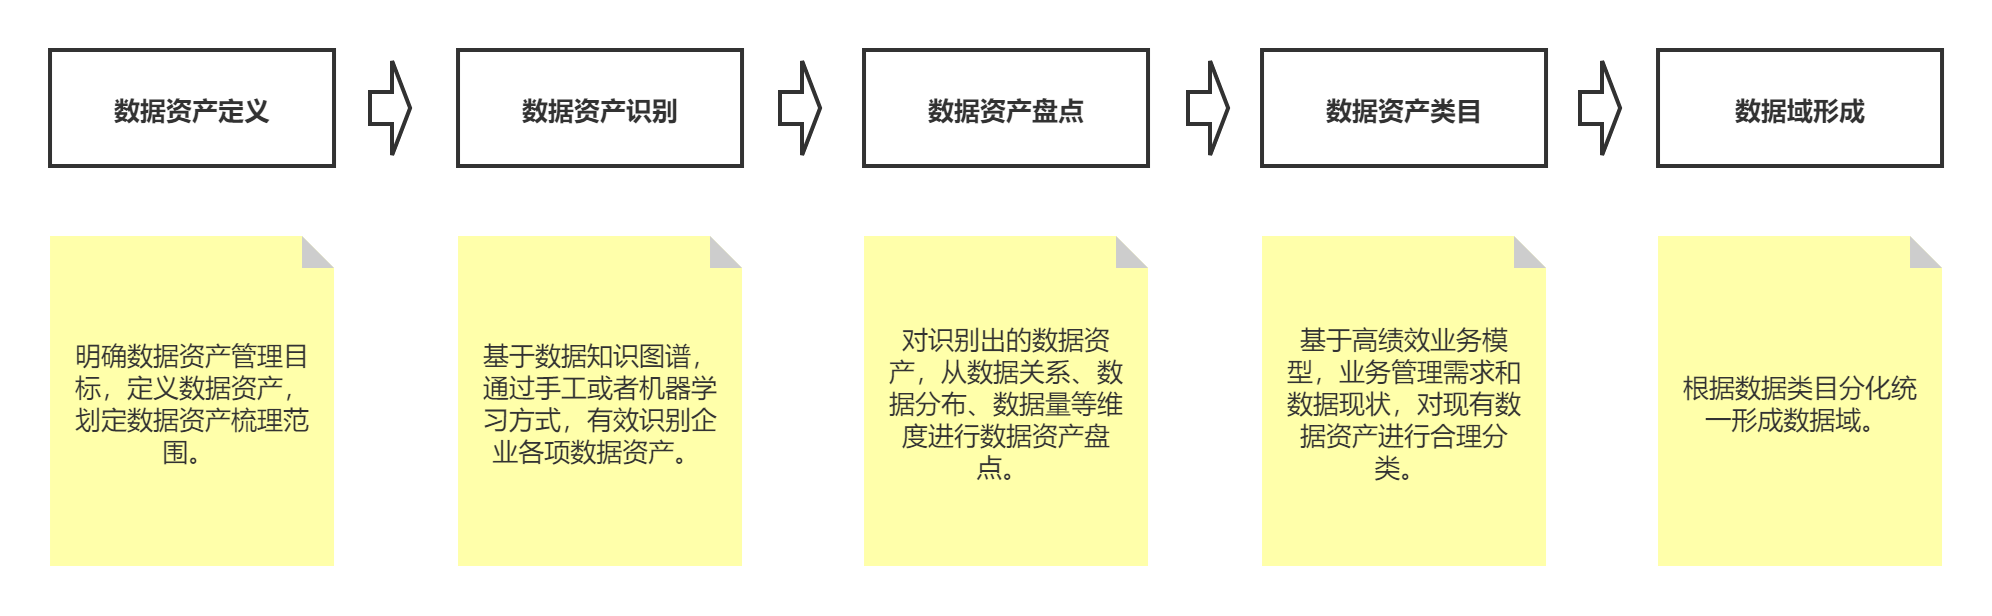 数据资产定义
数据资产识别
数据资产盘点
数据资产类目
数据域形成
明确数据资产管理目
标，定义数据资产，
划定数据资产梳理范
围。
基于数据知识图谱，
通过手工或者机器学
习方式，有效识别企
业各项数据资产。
对识别出的数据资
产，从数据关系、数
据分布、数据量等维
度进行数据资产盘
点。
基于高绩效业务模
型，业务管理需求和
数据现状，对现有数
据资产进行合理分
类。
根据数据类目分化统
一形成数据域。